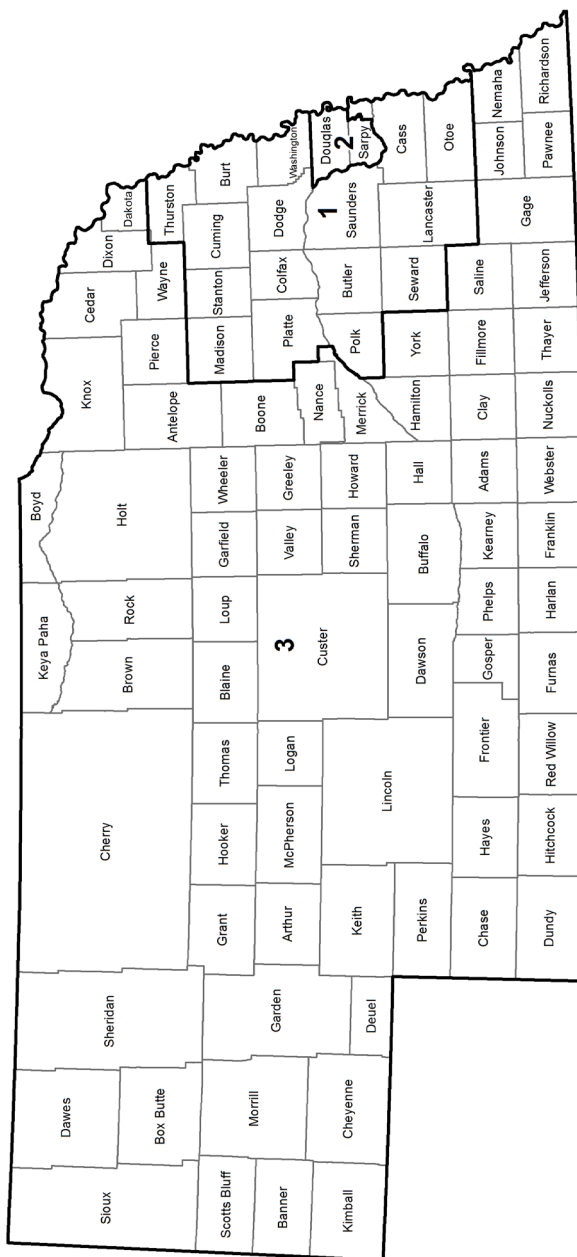 Sioux
Dawes
Sheridan
Cherry
Keya Paha
Boyd
Knox
Cedar
Dixon
Dakota
Box Butte
Brown
Rock
Holt
Antelope
Pierce
Wayne
Thurston
Scotts Bluff
Morrill
Garden
Grant
Hooker
Thomas
Blaine
Loup
Garfield
Wheeler
Boone
Madison
Stanton
Cuming
Burt
Banner
Arthur
McPherson
Logan
3
Custer
Valley
Greeley
Nance
Platte
Colfax
Dodge
Washington
Kimball
Cheyenne
Deuel
Keith
Lincoln
Sherman
Howard
Merrick
Polk
Butler
1
Saunders
Douglas
2
Sarpy
Perkins
Dawson
Buffalo
Hall
Hamilton
York
Seward
Lancaster
Cass
Otoe
Chase
Hayes
Frontier
Gosper
Phelps
Kearney
Adams
Clay
Fillmore
Saline
Gage
Johnson
Nemaha
Dundy
Hitchcock
Red Willow
Furnas
Harlan
Franklin
Webster
Nuckolls
Thayer
Jefferson
Pawnee
Richardson